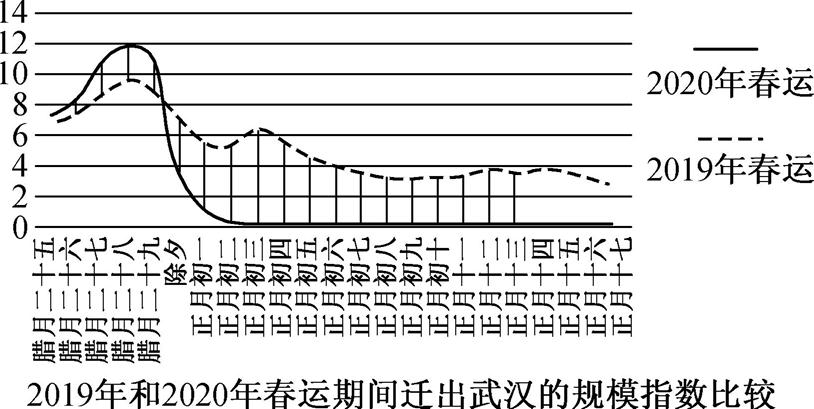 14
12
10
8
6
4
2
0
2020年春运
2019年春运
腊月二十五
腊月二十六
腊月二十七
腊月二十八
腊月二十九
除夕
正月初一
正月初二
正月初三
正月初四
正月初五
正月初六
正月初七
正月初八
正月初九
正月初十
正月十一
正月十二
正月十三
正月十四
正月十五
正月十六
正月十七
2019年和2020年春运期间迁出武汉的规模指数比较